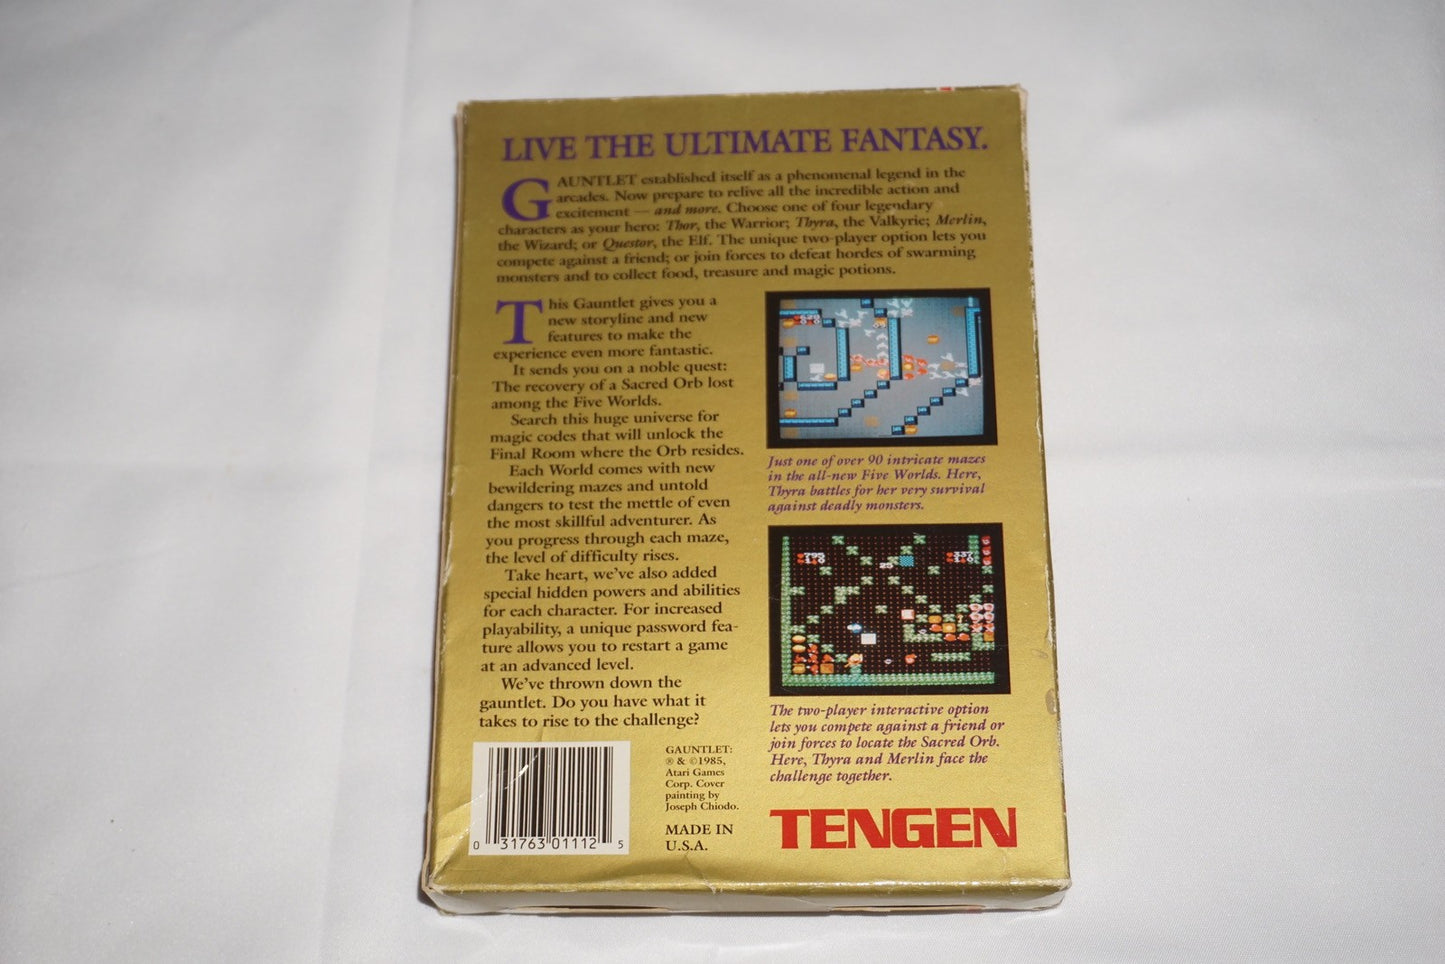 LIVE THE ULTIMATE FANTASY.
GAUNTLET established itself as a phenomenal legend in the
arcades. Now prepare to relive all the incredible action and
excitement — and more. Choose one of four legendary
characters as your hero: Thor, the Warrior; Thyra, the Valkyrie; Merlin,
the Wizard; or Questor, the Elf. The unique two-player option lets you
compete against a friend; or join forces to defeat hordes of swarming
monsters and to collect food, treasure and magic potions.
This Gauntlet gives you a
new storyline and new
features to make the
experience even more fantastic.
It sends you on a noble quest:
The recovery of a Sacred Orb lost
among the Five Worlds.
Search this huge universe for
magic codes that will unlock the
Final Room where the Orb resides.
Each World comes with new
bewildering mazes and untold
dangers to test the mettle of even
the most skillful adventurer. As
you progress through each maze,
the level of difficulty rises.
Take heart, we've also added
special hidden powers and abilities
for each character. For increased
playability, a unique password fea-
ture allows you to restart a game
at an advanced level.
We've thrown down the
gauntlet. Do you have what it
takes to rise to the challenge?
Just one of over 90 intricate mazes
in the all-new Five Worlds. Here,
Thyra battles for her very survival
against deadly monsters.
795
1 0
25
337
1 0
The two-player interactive option
lets you compete against a friend or
join forces to locate the Sacred Orb.
Here, Thyra and Merlin face the
challenge together.
0 31763 01112 5
GAUNTLET:
® & ©1985,
Atari Games
Corp. Cover
painting by
Joseph Chiodo.
MADE IN
U.S.A.
TENGEN